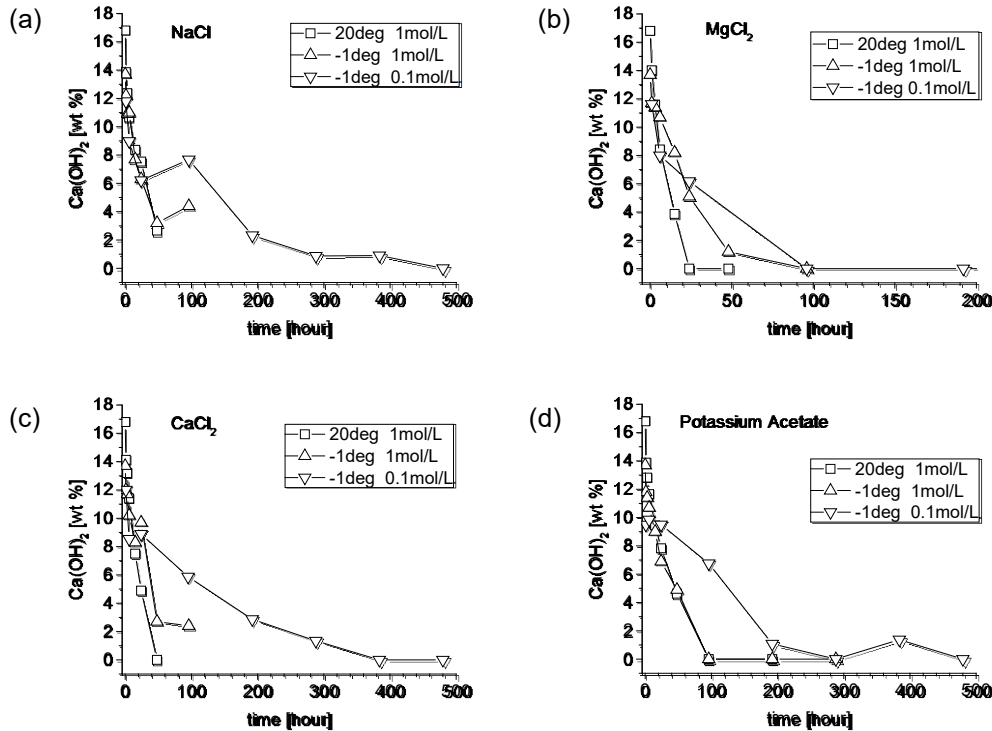 (a)
NaCl
20deg 1mol/L
-1deg 1mol/L
-1deg 0.1mol/L
Ca(OH)2 [wt %]
18
16
14
12
10
8
6
4
2
0
0 100 200 300 400 500
time [hour]
(b)
MgCl2
20deg 1mol/L
-1deg 1mol/L
-1deg 0.1mol/L
Ca(OH)2 [wt %]
18
16
14
12
10
8
6
4
2
0
0 50 100 150 200
time [hour]
(c)
CaCl2
20deg 1mol/L
-1deg 1mol/L
-1deg 0.1mol/L
Ca(OH)2 [wt %]
18
16
14
12
10
8
6
4
2
0
0 100 200 300 400 500
time [hour]
(d)
Potassium Acetate
20deg 1mol/L
-1deg 1mol/L
-1deg 0.1mol/L
Ca(OH)2 [wt %]
18
16
14
12
10
8
6
4
2
0
0 100 200 300 400 500
time [hour]